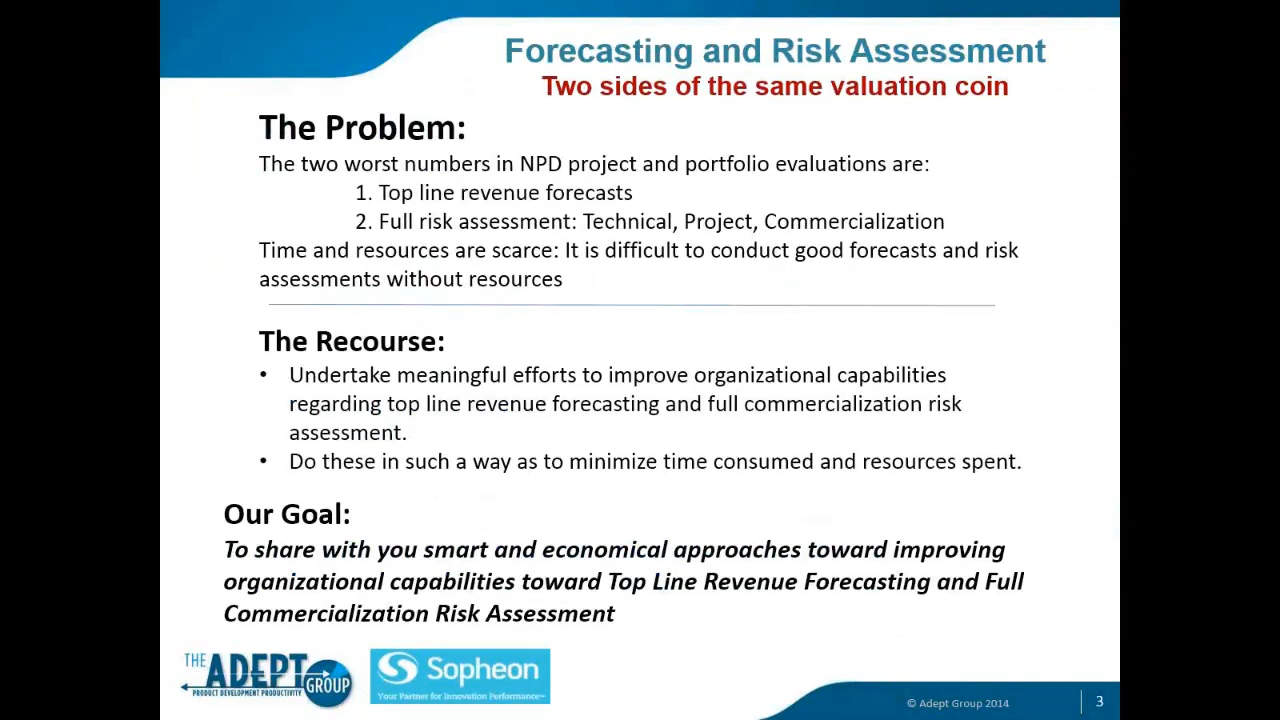 Forecasting and Risk Assessment
Two sides of the same valuation coin
The Problem:
The two worst numbers in NPD project and portfolio evaluations are:
1. Top line revenue forecasts
2. Full risk assessment: Technical, Project, Commercialization
Time and resources are scarce: It is difficult to conduct good forecasts and risk
assessments without resources
The Recourse:
• Undertake meaningful efforts to improve organizational capabilities
regarding top line revenue forecasting and full commercialization risk
assessment.
• Do these in such a way as to minimize time consumed and resources spent.
Our Goal:
To share with you smart and economical approaches toward improving
organizational capabilities toward Top Line Revenue Forecasting and Full
Commercialization Risk Assessment
THE ADEPT GROUP
PRODUCT DEVELOPMENT PRODUCTIVITY
Sopheon
Your Partner for Innovation Performance™
© Adept Group 2014
3